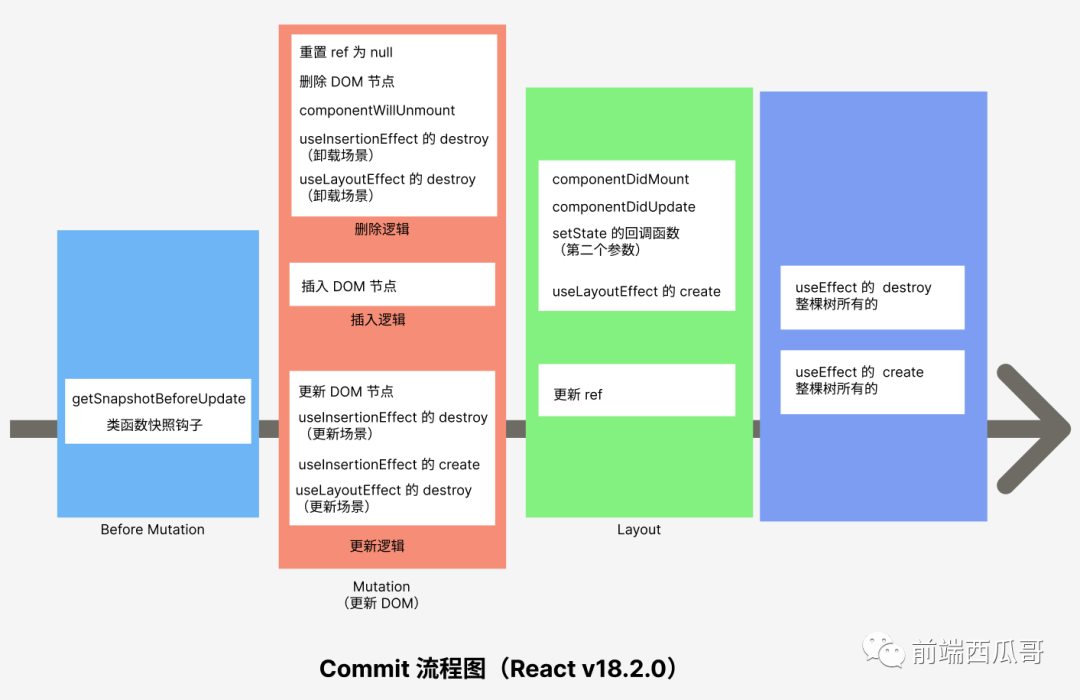 重置 ref 为 null
删除 DOM 节点
componentWillUnmount
useInsertionEffect 的 destroy
（卸载场景）
useLayoutEffect 的 destroy
（卸载场景）
删除逻辑
插入 DOM 节点
插入逻辑
更新 DOM 节点
useInsertionEffect 的 destroy
（更新场景）
useInsertionEffect 的 create
useLayoutEffect 的 destroy
（更新场景）
更新逻辑
Mutation
（更新 DOM）
getSnapshotBeforeUpdate
类函数快照钩子
Before Mutation
componentDidMount
componentDidUpdate
setState 的回调函数
（第二个参数）
useLayoutEffect 的 create
更新 ref
Layout
useEffect 的 destroy
整棵树所有的
useEffect 的 create
整棵树所有的
Commit 流程图（React v18.2.0）
前端西瓜哥